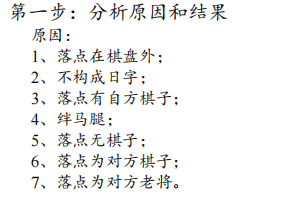 第一步：分析原因和结果
原因：
1、落点在棋盘外；
2、不构成日字；
3、落点有自方棋子；
4、绊马腿；
5、落点无棋子；
6、落点为对方棋子；
7、落点为对方老将。